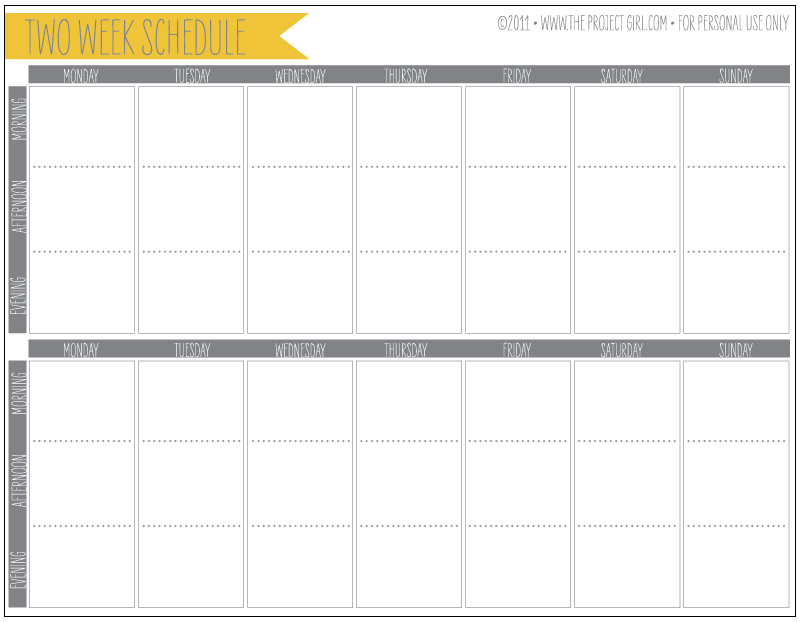 TWO WEEK SCHEDULE
©2011 • WWW.THE PROJECT GIRL.COM • FOR PERSONAL USE ONLY
MONDAY TUESDAY WEDNESDAY THURSDAY FRIDAY SATURDAY SUNDAY
MORNING
AFTERNOON
EVENING
MONDAY TUESDAY WEDNESDAY THURSDAY FRIDAY SATURDAY SUNDAY
MORNING
AFTERNOON
EVENING